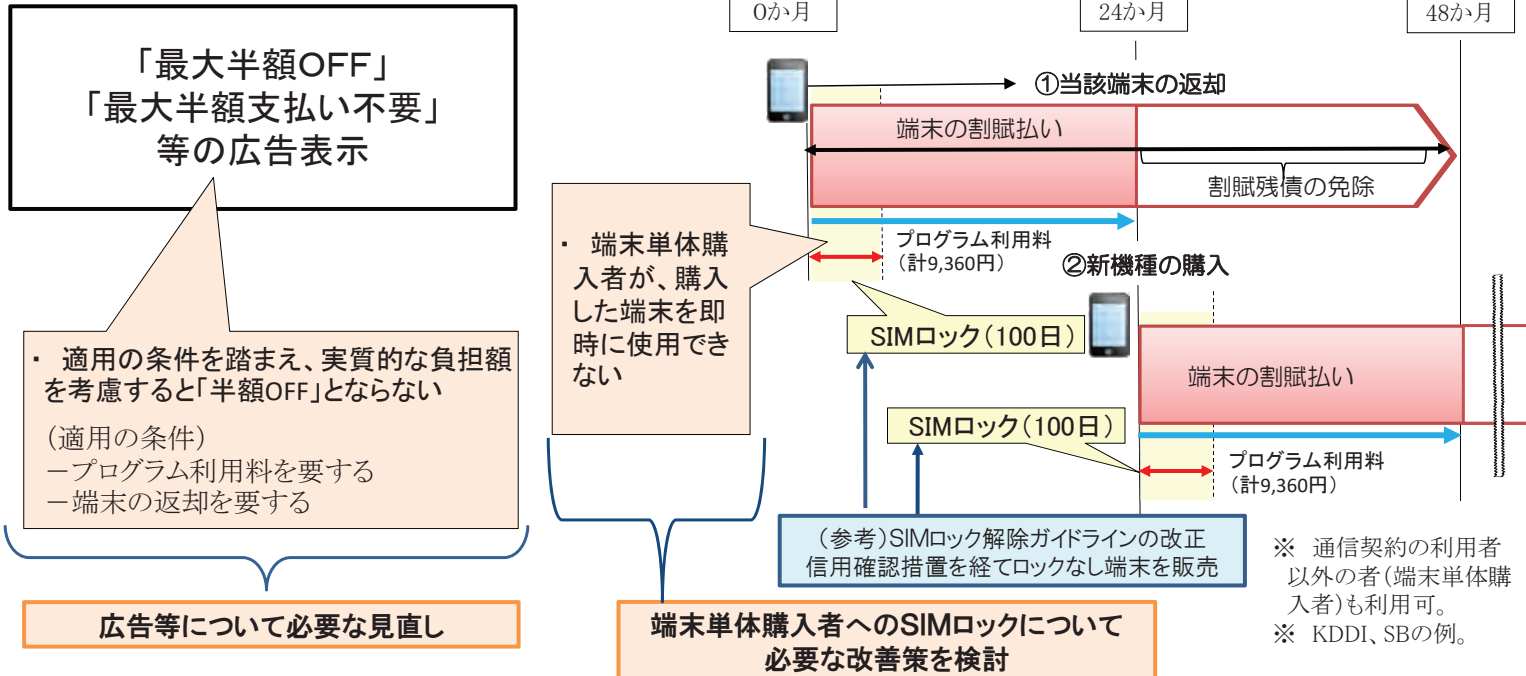 「最大半額OFF」
「最大半額支払い不要」
等の広告表示
・ 適用の条件を踏まえ、実質的な負担額
を考慮すると「半額OFF」とならない
(適用の条件)
－プログラム利用料を要する
－端末の返却を要する
広告等について必要な見直し
・ 端末単体購
入者が、購入
した端末を即
時に使用でき
ない
端末単体購入者へのSIMロックについて
必要な改善策を検討
0か月
24か月
48か月
①当該端末の返却
端末の割賦払い
割賦残債の免除
プログラム利用料
(計9,360円)
SIMロック(100日)
②新機種の購入
端末の割賦払い
SIMロック(100日)
プログラム利用料
(計9,360円)
(参考)SIMロック解除ガイドラインの改正
信用確認措置を経てロックなし端末を販売
※ 通信契約の利用者
以外の者(端末単体購
入者)も利用可。
※ KDDI、SBの例。